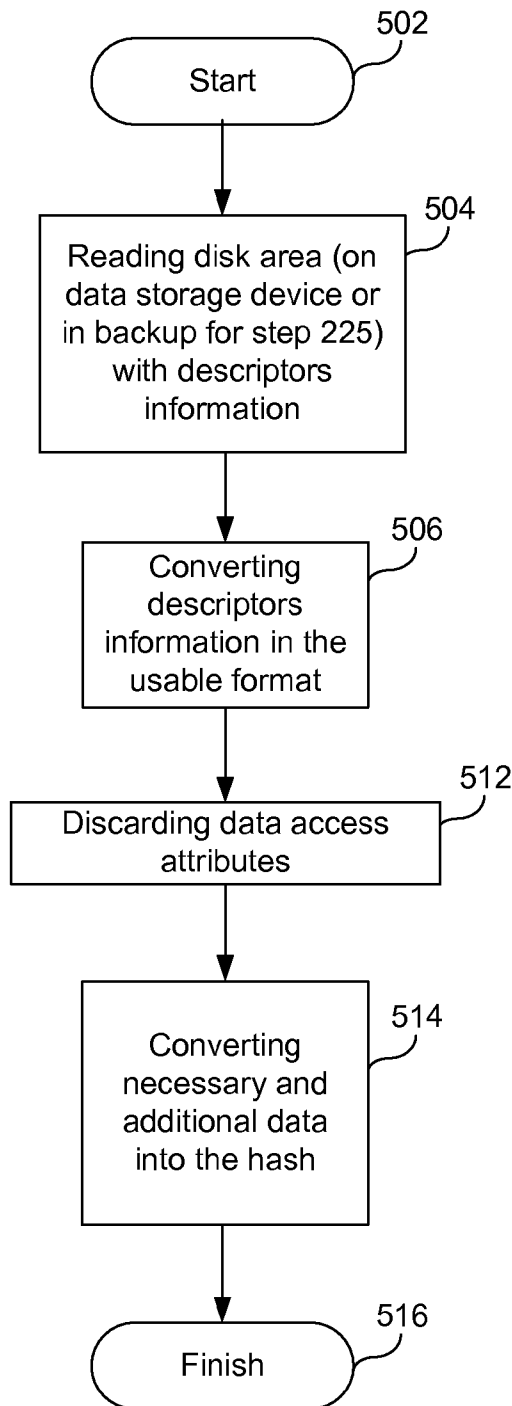 502
Start
504
Reading disk area (on
data storage device or
in backup for step 225)
with descriptors
information
506
Converting
descriptors
information in the
usable format
512
Discarding data access
attributes
514
Converting
necessary and
additional data
into the hash
516
Finish